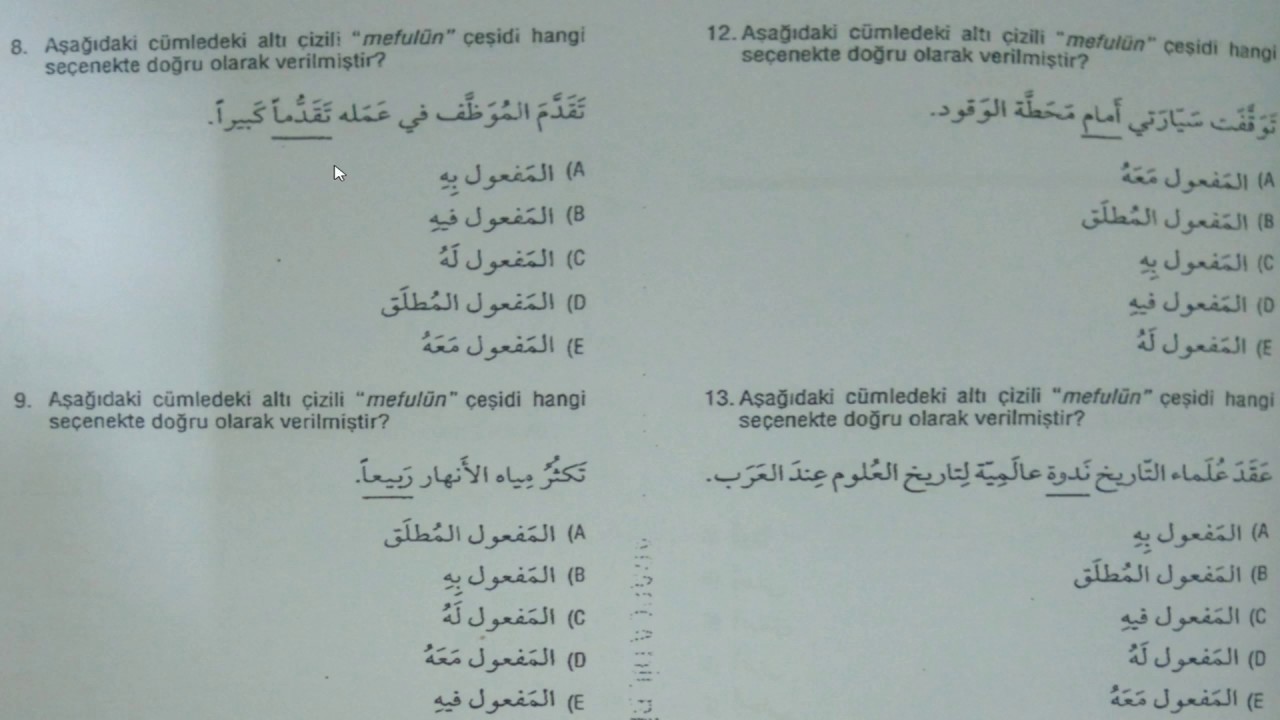 8. Aşağıdaki cümledeki altı çizili "mefulün" çeşidi hangi
seçenekte doğru olarak verilmiştir?
تَقَدَّمَ المُوَظَّف في عَمَله تَقَدُّماً كَبيراً.
A) المَفعول بِهِ
B) المَفعول فيهِ
C) المَفعول لَهُ
D) المَفعول المُطلَق
E) المَفعول مَعَهُ
9. Aşağıdaki cümledeki altı çizili "mefulün" çeşidi hangi
seçenekte doğru olarak verilmiştir?
تَكثُرُ مِياه الأَنهار رَبيعاً.
A) المَفعول المُطلَق
B) المَفعول بِهِ
C) المَفعول لَهُ
D) المَفعول مَعَهُ
E) المَفعول فيهِ
12. Aşağıdaki cümledeki altı çizili "mefulün" çeşidi hangi
seçenekte doğru olarak verilmiştir?
تَوَقَّفَت سَيّارَتي أَمام مَحَطَّة الوَقود.
A) المَفعول مَعَهُ
B) المَفعول المُطلَق
C) المَفعول بِهِ
D) المَفعول فيهِ
E) المَفعول لَهُ
13. Aşağıdaki cümledeki altı çizili "mefulün" çeşidi hangi
seçenekte doğru olarak verilmiştir?
عَقَدَ عُلَماء التّاريخ نَدوة عالَمِيّة لِتاريخ العُلوم عِندَ العَرَب.
A) المَفعول بِهِ
B) المَفعول المُطلَق
C) المَفعول فيهِ
D) المَفعول لَهُ
E) المَفعول مَعَهُ